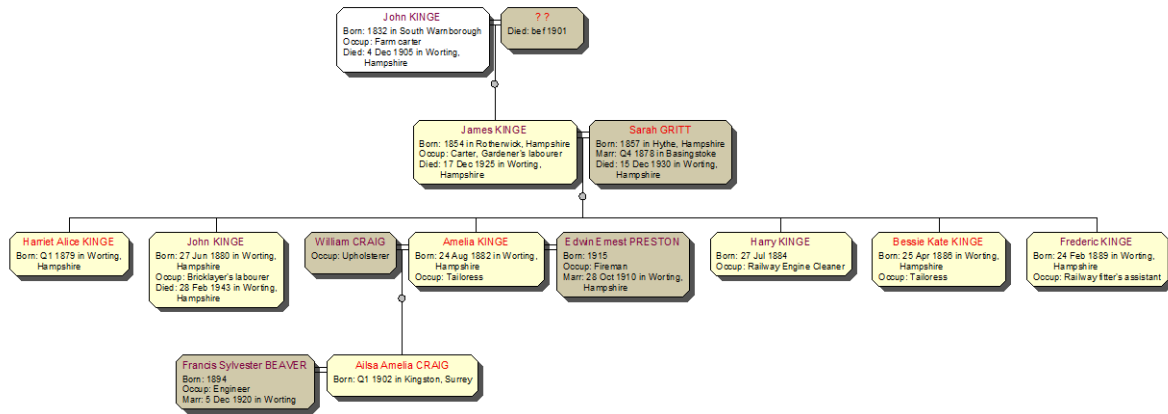 John KINGE
Born: 1832 in South Warnborough
Occup: Farm carter
Died: 4 Dec 1905 in Worting,
Hampshire
? ?
Died: bef 1901
James KINGE
Born: 1854 in Rotherwick, Hampshire
Occup: Carter, Gardener's labourer
Died: 17 Dec 1925 in Worting,
Hampshire
Sarah GRITT
Born: 1857 in Hythe, Hampshire
Marr: Q4 1878 in Basingstoke
Died: 15 Dec 1930 in Worting,
Hampshire
Harriet Alice KINGE
Born: Q1 1879 in Worting,
Hampshire
John KINGE
Born: 27 Jun 1880 in Worting,
Hampshire
Occup: Bricklayer's labourer
Died: 28 Feb 1943 in Worting,
Hampshire
William CRAIG
Occup: Upholsterer
Amelia KINGE
Born: 24 Aug 1882 in Worting,
Hampshire
Occup: Tailoress
Edwin Ernest PRESTON
Born: 1915
Occup: Fireman
Marr: 28 Oct 1910 in Worting,
Hampshire
Harry KINGE
Born: 27 Jul 1884
Occup: Railway Engine Cleaner
Bessie Kate KINGE
Born: 25 Apr 1886 in Worting,
Hampshire
Occup: Tailoress
Frederic KINGE
Born: 24 Feb 1889 in Worting,
Hampshire
Occup: Railway fitter's assistant
Francis Sylvester BEAVER
Born: 1894
Occup: Engineer
Marr: 5 Dec 1920 in Worting
Ailsa Amelia CRAIG
Born: Q1 1902 in Kingston, Surrey